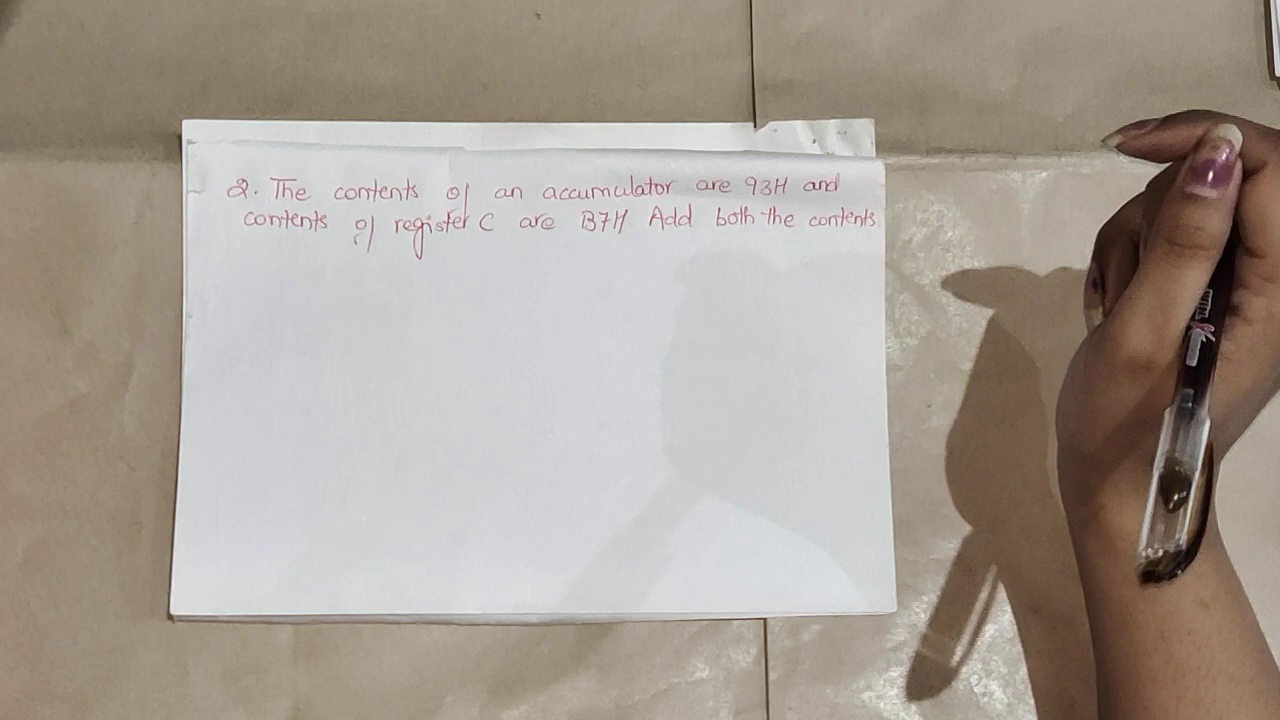 2. The contents of an accumulator are 93H and
contents of register C are B7H Add both the contents.